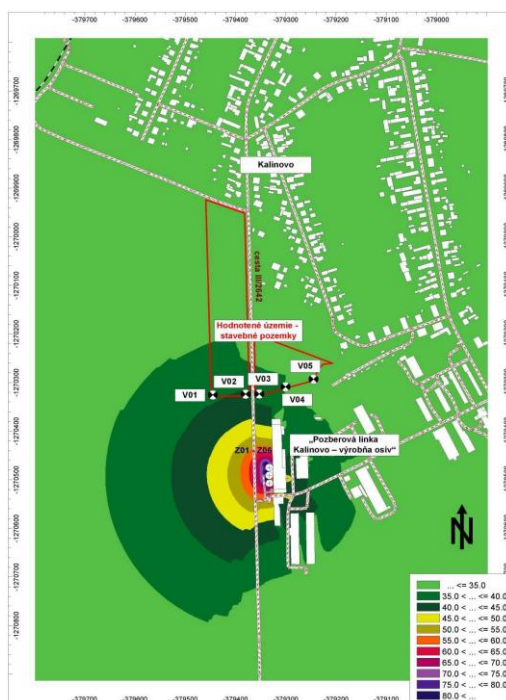 -379700
-379600
-379500
-379400
-379300
-379200
-379100
-379000
-1269700
-1269800
-1269900
-1270000
-1270100
-1270200
-1270300
-1270400
-1270500
-1270600
-1270700
-1270800
Kalinovo
cesta III/2642
Hodnotené územie -
stavebné pozemky
V05
V02
V03
V01
V04
„Pozberová linka
Kalinovo – výrobňa osív“
Z01 - Z06
N
... <= 35.0
35.0 < ... <= 40.0
40.0 < ... <= 45.0
45.0 < ... <= 50.0
50.0 < ... <= 55.0
55.0 < ... <= 60.0
60.0 < ... <= 65.0
65.0 < ... <= 70.0
70.0 < ... <= 75.0
75.0 < ... <= 80.0
80.0 < ...
-379700
-379600
-379500
-379400
-379300
-379200
-379100
-379000